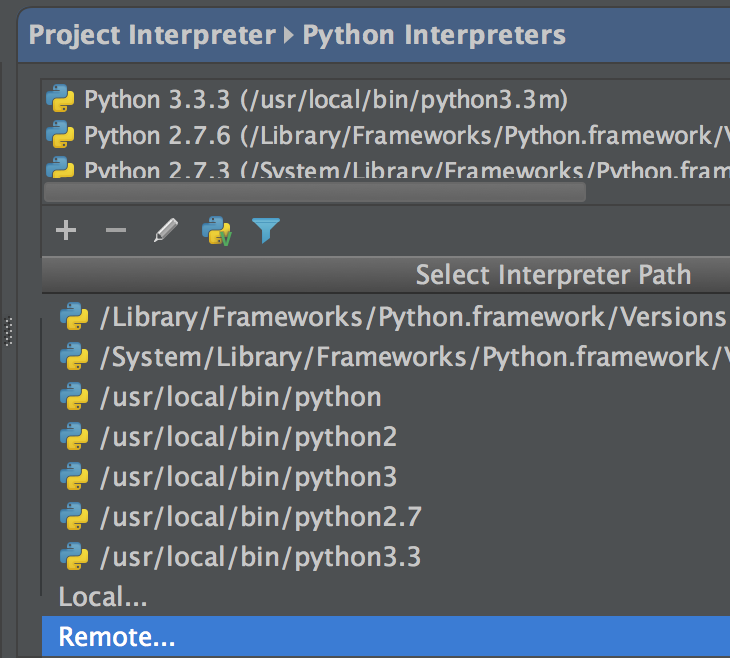 Project Interpreter Python Interpreters
Python 3.3.3 (/usr/local/bin/python3.3m)
Python 2.7.6 (/Library/Frameworks/Python.framework/
Python 2.7.3 (/System/Library/Frameworks/Python.fram
Select Interpreter Path
/Library/Frameworks/Python.framework/Versions
/System/Library/Frameworks/Python.framework/
/usr/local/bin/python
/usr/local/bin/python2
/usr/local/bin/python3
/usr/local/bin/python2.7
/usr/local/bin/python3.3
Local...
Remote...